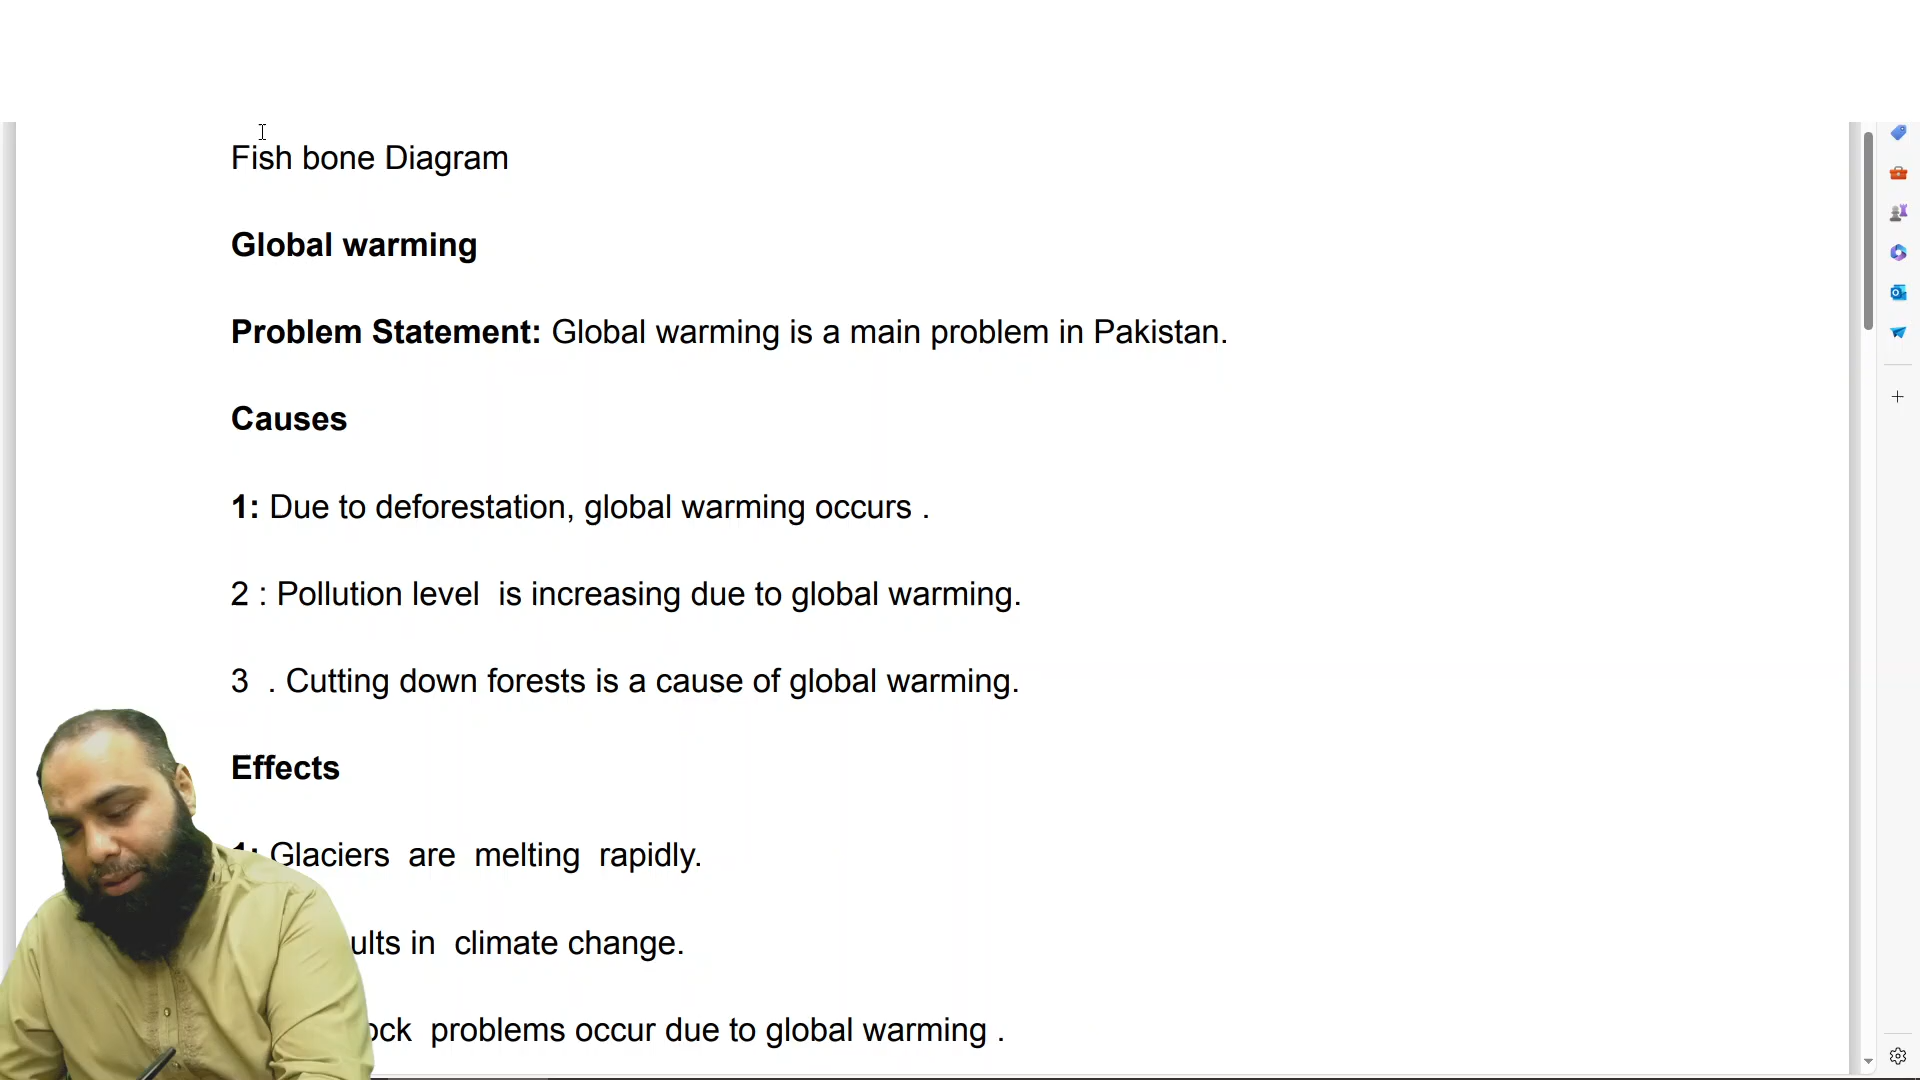 Fish bone Diagram
Global warming
Problem Statement: Global warming is a main problem in Pakistan.
Causes
1: Due to deforestation, global warming occurs .
2 : Pollution level  is increasing due to global warming.
3  . Cutting down forests is a cause of global warming.
Effects
1: Glaciers  are  melting  rapidly.
in  climate change.
problems occur due to global warming .